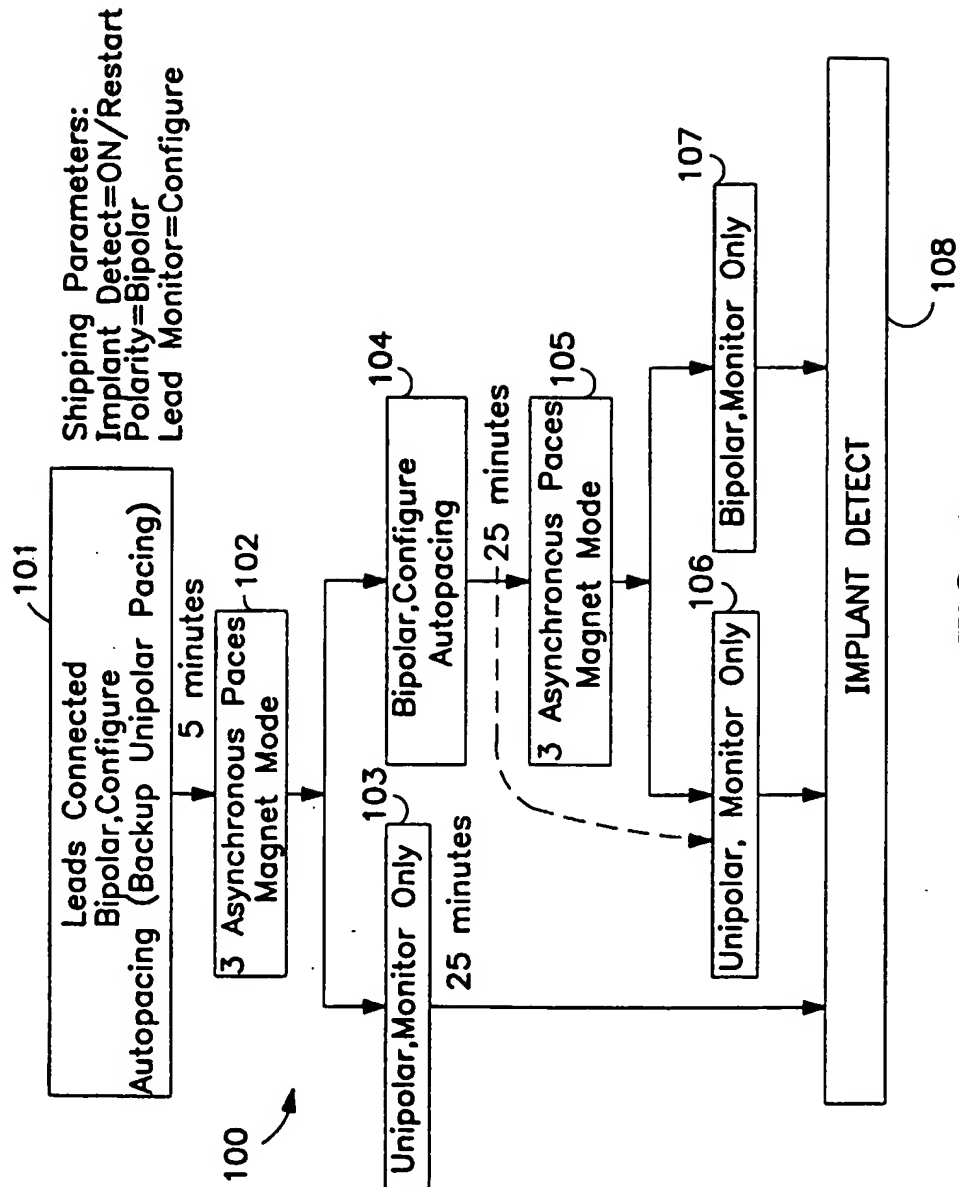 101
Leads Connected
Bipolar,Configure
Autopacing (Backup Unipolar Pacing)
Shipping Parameters:
Implant Detect=ON/Restart
Polarity=Bipolar
Lead Monitor=Configure
5 minutes
102
3 Asynchronous Paces
Magnet Mode
100
103
Unipolar,Monitor Only
25 minutes
104
Bipolar,Configure
Autopacing
25 minutes
105
3 Asynchronous Paces
Magnet Mode
106
Unipolar, Monitor Only
107
Bipolar,Monitor Only
IMPLANT DETECT
108